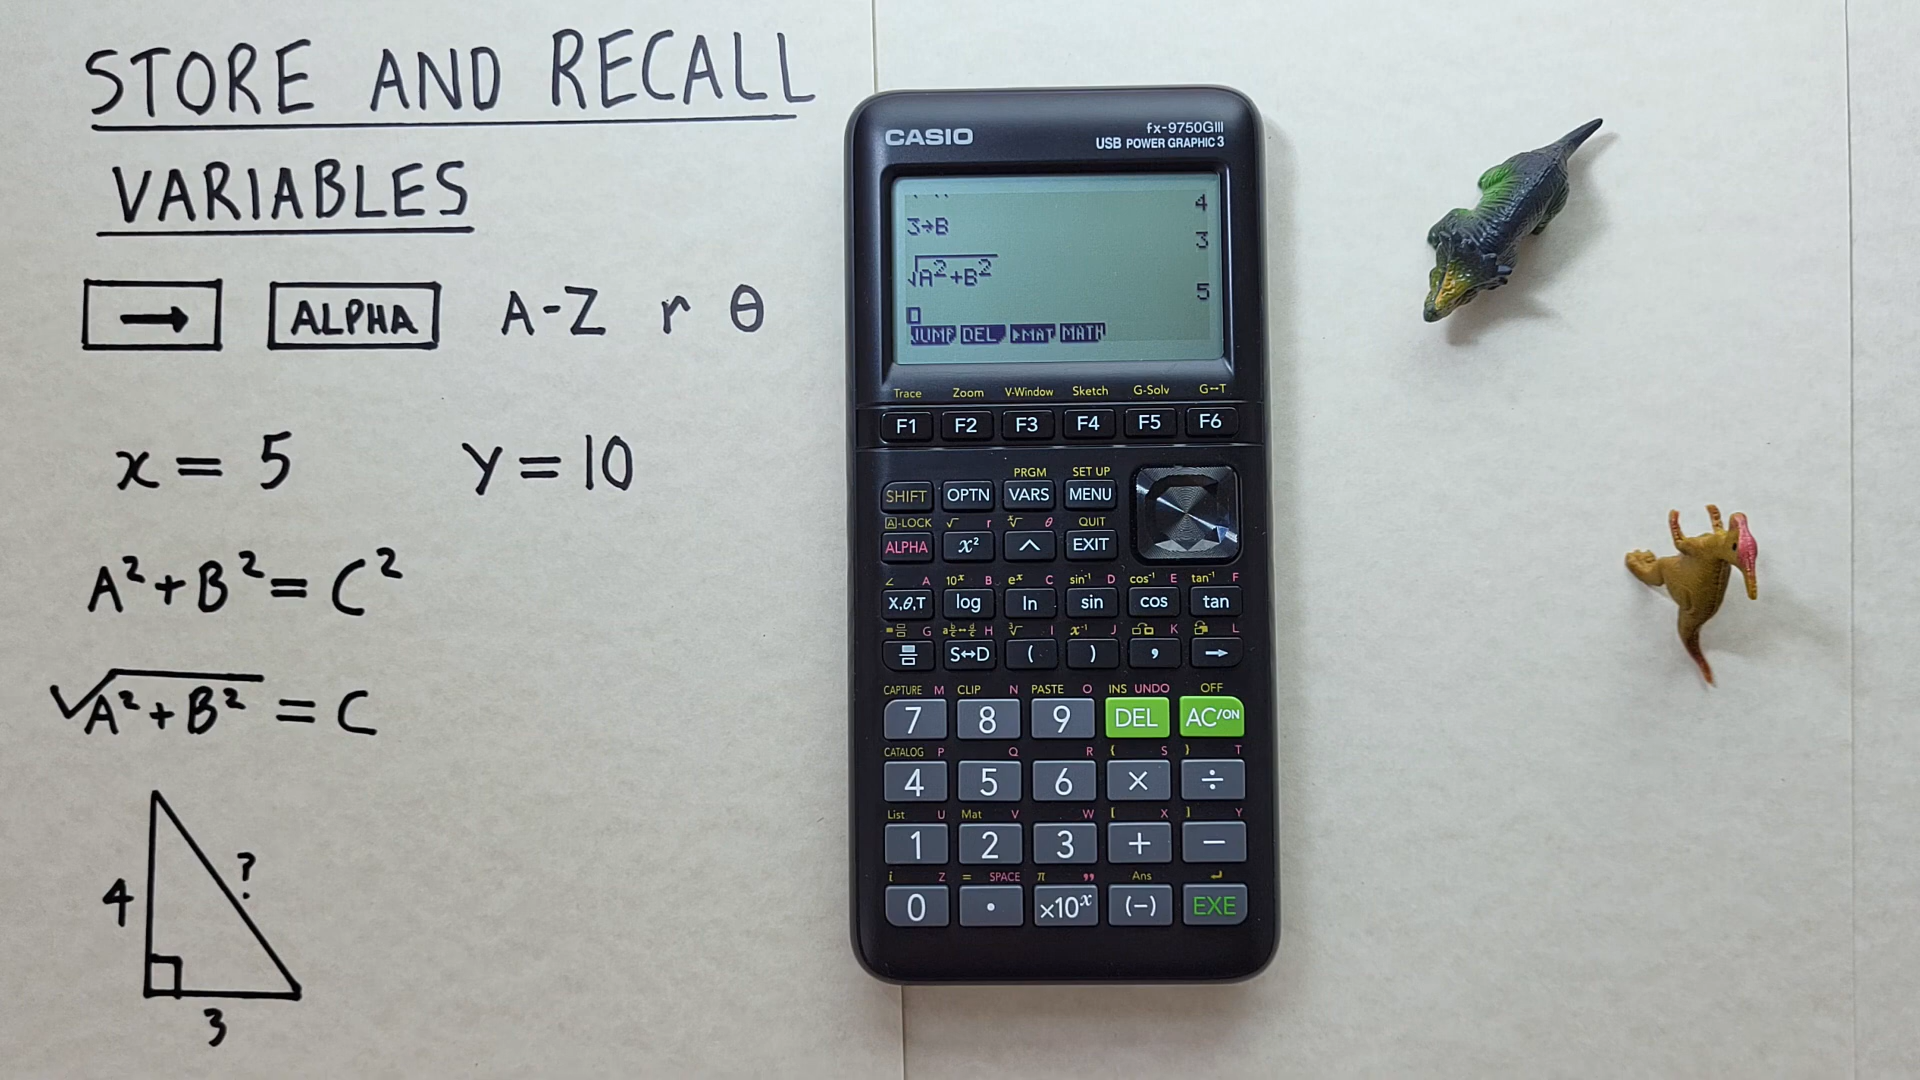 STORE AND RECALL
VARIABLES
→ ALPHA A-Z r θ
x = 5 y = 10
A² + B² = C²
√A² + B² = C
4 ?
3
CASIO
fx-9750GIII
USB POWER GRAPHIC 3
4
3→B
3
√A²+B²
5
JUMP DEL ▶MAT MATH
Trace Zoom V-Window Sketch G-Solv G↔T
F1 F2 F3 F4 F5 F6
PRGM SET UP
SHIFT OPTN VARS MENU
A-LOCK √ r ˣ√ θ QUIT
ALPHA x² ^ EXIT
∠ A 10ˣ B eˣ C sin⁻¹ D cos⁻¹ E tan⁻¹ F
X,θ,T log ln sin cos tan
G a b/c↔d/c H ³√ I x⁻¹ J K L
S↔D ( ) , →
CAPTURE M CLIP N PASTE O INS UNDO OFF
7 8 9 DEL AC/ON
CATALOG P Q R { S } T
4 5 6 × ÷
List U Mat V W [ X ] Y
1 2 3 + −
i Z = SPACE π " Ans ↵
0 . ×10ˣ (−) EXE